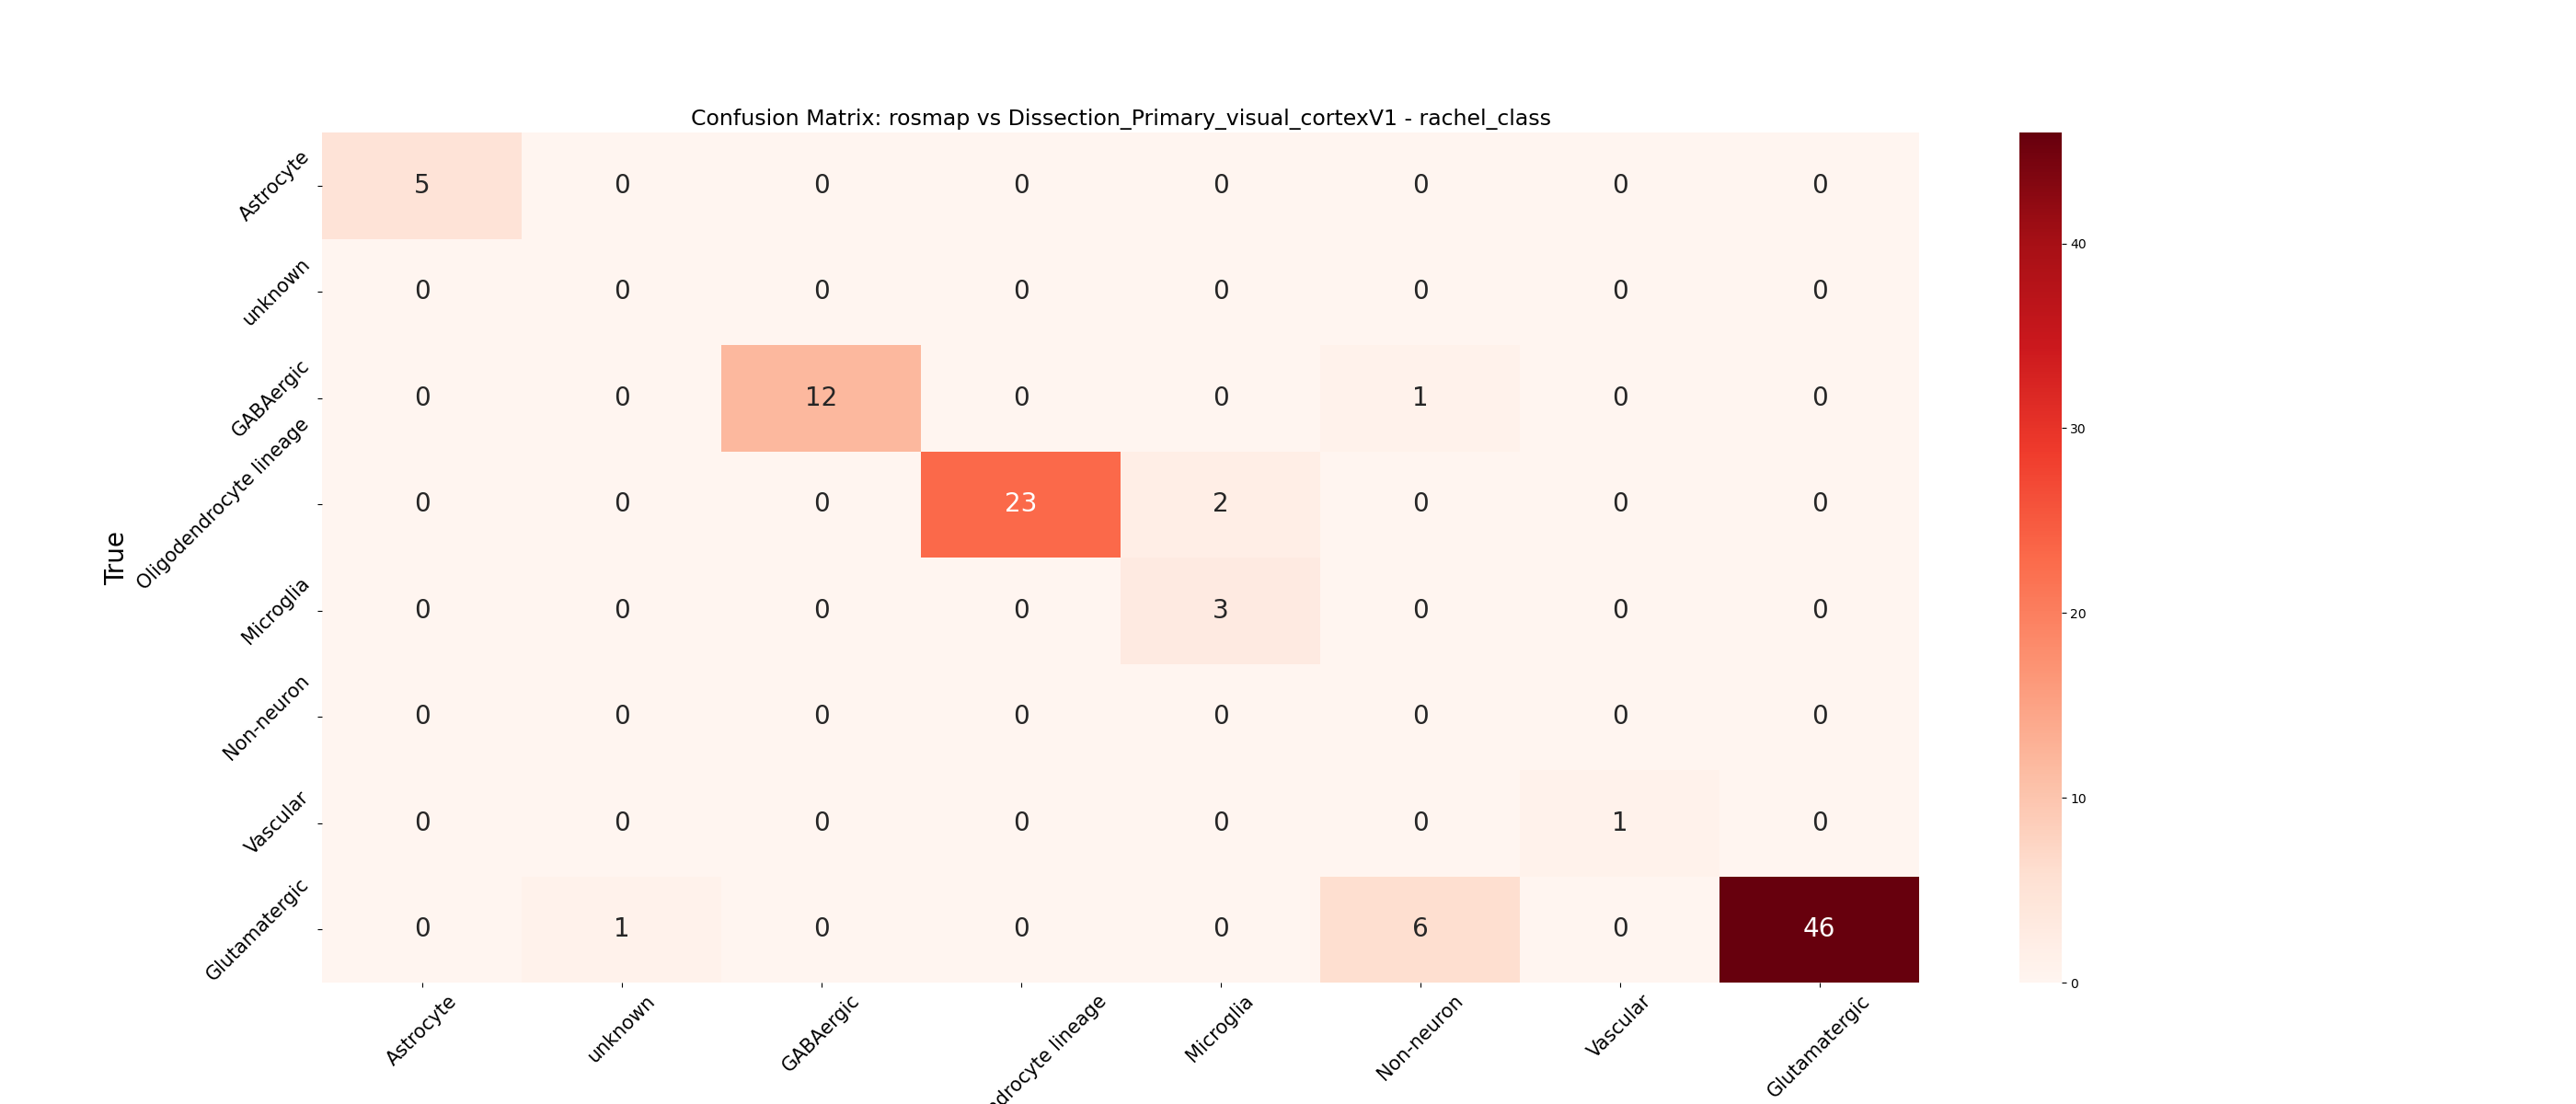 Confusion Matrix: rosmap vs Dissection_Primary_visual_cortexV1 - rachel_class
True
Astrocyte 5 0 0 0 0 0 0 0
unknown 0 0 0 0 0 0 0 0
GABAergic 0 0 12 0 0 1 0 0
Oligodendrocyte lineage 0 0 0 23 2 0 0 0
Microglia 0 0 0 0 3 0 0 0
Non-neuron 0 0 0 0 0 0 0 0
Vascular 0 0 0 0 0 0 1 0
Glutamatergic 0 1 0 0 0 6 0 46
Astrocyte unknown GABAergic ndrocyte lineage Microglia Non-neuron Vascular Glutamatergic
40
30
20
10
0